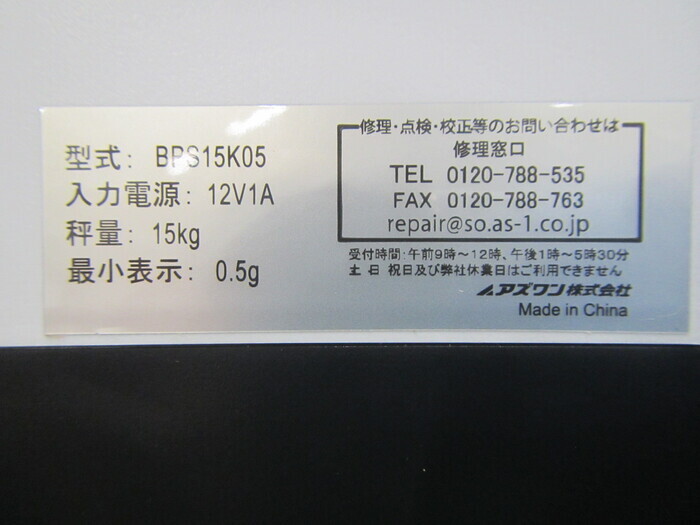 型式: BPS15K05
入力電源: 12V1A
秤量: 15kg
最小表示: 0.5g
修理・点検・校正等のお問い合わせは
修理窓口
TEL 0120-788-535
FAX 0120-788-763
repair@so.as-1.co.jp
受付時間:午前9時～12時、午後1時～5時30分
土 日 祝日及び弊社休業日はご利用できません
アズワン株式会社
Made in China